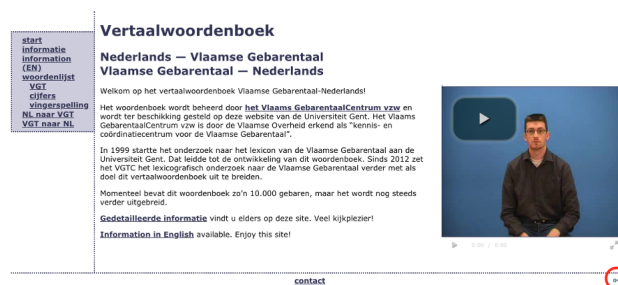 start
informatie
information
(EN)
woordenlijst
VGT
cijfers
vingerspelling
NL naar VGT
VGT naar NL
Vertaalwoordenboek
Nederlands — Vlaamse Gebarentaal
Vlaamse Gebarentaal — Nederlands
Welkom op het vertaalwoordenboek Vlaamse Gebarentaal-Nederlands!
Het woordenboek wordt beheerd door het Vlaams GebarentaalCentrum vzw en
wordt ter beschikking gesteld op deze website van de Universiteit Gent. Het Vlaams
GebarentaalCentrum vzw is door de Vlaamse Overheid erkend als "kennis- en
coördinatiecentrum voor de Vlaamse Gebarentaal".
In 1999 startte het onderzoek naar het lexicon van de Vlaamse Gebarentaal aan de
Universiteit Gent. Dat leidde tot de ontwikkeling van dit woordenboek. Sinds 2012 zet
het VGTC het lexicografisch onderzoek naar de Vlaamse Gebarentaal verder met als
doel dit vertaalwoordenboek uit te breiden.
Momenteel bevat dit woordenboek zo'n 10.000 gebaren, maar het wordt nog steeds
verder uitgebreid.
Gedetailleerde informatie vindt u elders op deze site. Veel kijkplezier!
Information in English available. Enjoy this site!
0:00 / 0:00
contact